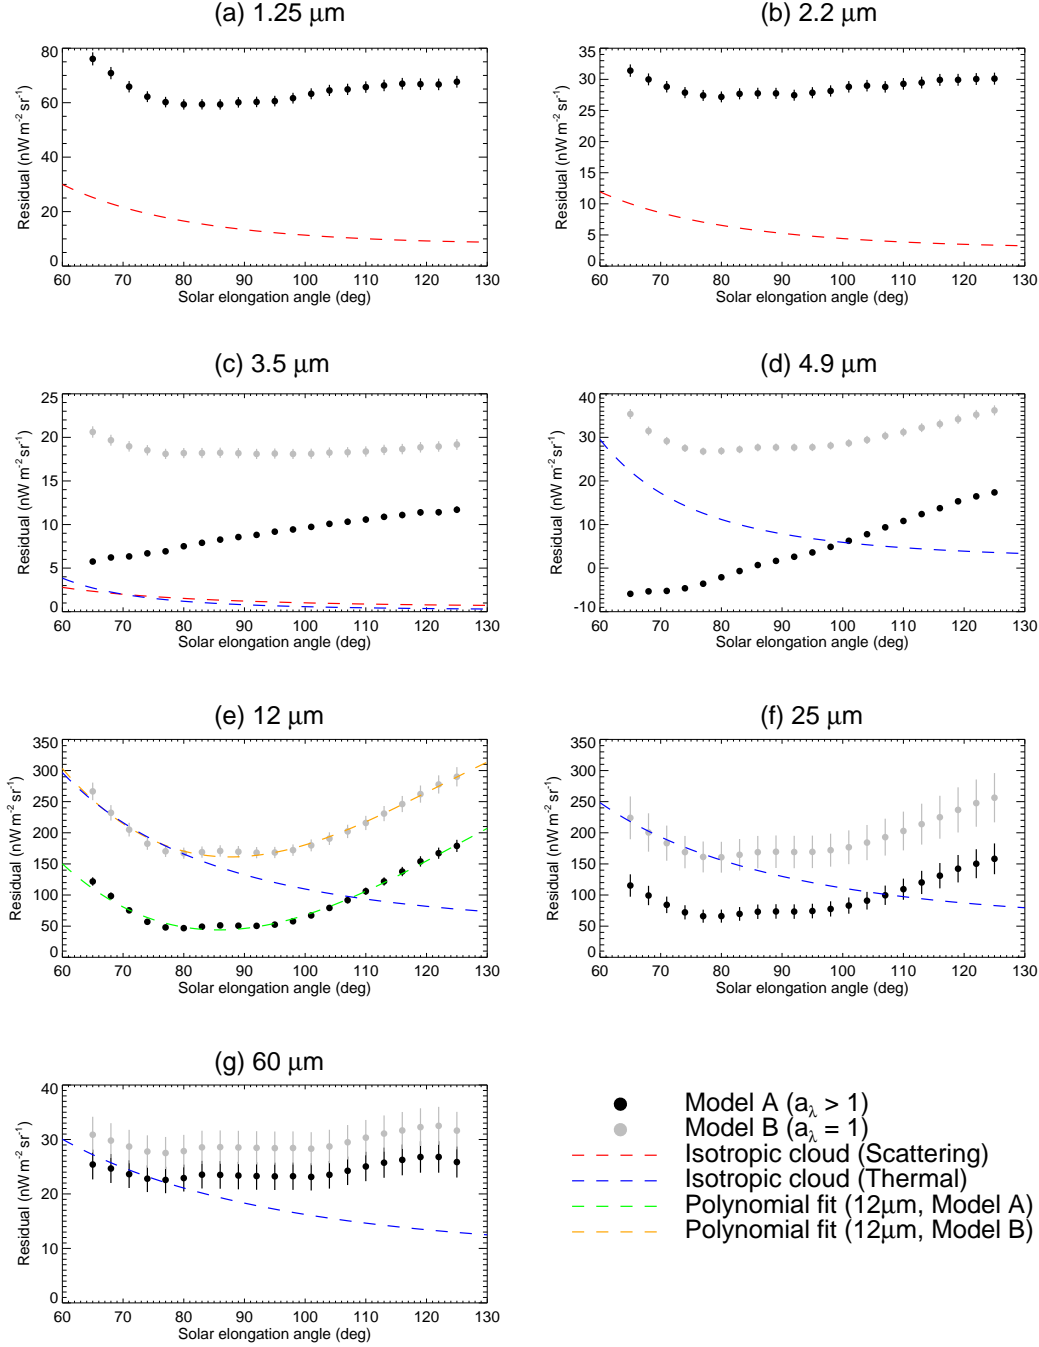 (a) 1.25 μm
Residual (nW m-2 sr-1)
80
60
40
20
0
60 70 80 90 100 110 120 130
Solar elongation angle (deg)
(b) 2.2 μm
Residual (nW m-2 sr-1)
35
30
25
20
15
10
5
0
60 70 80 90 100 110 120 130
Solar elongation angle (deg)
(c) 3.5 μm
Residual (nW m-2 sr-1)
25
20
15
10
5
0
60 70 80 90 100 110 120 130
Solar elongation angle (deg)
(d) 4.9 μm
Residual (nW m-2 sr-1)
40
30
20
10
0
-10
60 70 80 90 100 110 120 130
Solar elongation angle (deg)
(e) 12 μm
Residual (nW m-2 sr-1)
350
300
250
200
150
100
50
0
60 70 80 90 100 110 120 130
Solar elongation angle (deg)
(f) 25 μm
Residual (nW m-2 sr-1)
350
300
250
200
150
100
50
0
60 70 80 90 100 110 120 130
Solar elongation angle (deg)
(g) 60 μm
Residual (nW m-2 sr-1)
40
30
20
10
0
60 70 80 90 100 110 120 130
Solar elongation angle (deg)
Model A (aλ > 1)
Model B (aλ = 1)
Isotropic cloud (Scattering)
Isotropic cloud (Thermal)
Polynomial fit (12μm, Model A)
Polynomial fit (12μm, Model B)